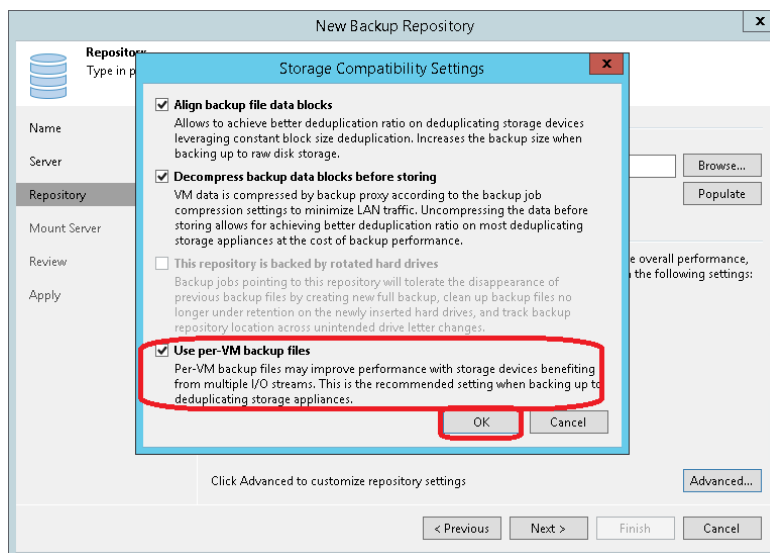 New Backup Repository
x
Repository
Type in p
Storage Compatibility Settings
x
Align backup file data blocks
Allows to achieve better deduplication ratio on deduplicating storage devices
leveraging constant block size deduplication. Increases the backup size when
backing up to raw disk storage.
Decompress backup data blocks before storing
VM data is compressed by backup proxy according to the backup job
compression settings to minimize LAN traffic. Uncompressing the data before
storing allows for achieving better deduplication ratio on most deduplicating
storage appliances at the cost of backup performance.
This repository is backed by rotated hard drives
Backup jobs pointing to this repository will tolerate the disappearance of
previous backup files by creating new full backup, clean up backup files no
longer under retention on the newly inserted hard drives, and track backup
repository location across unintended drive letter changes.
Use per-VM backup files
Per-VM backup files may improve performance with storage devices benefiting
from multiple I/O streams. This is the recommended setting when backing up to
deduplicating storage appliances.
OK
Cancel
Name
Server
Repository
Mount Server
Review
Apply
Browse...
Populate
e overall performance,
the following settings:
Click Advanced to customize repository settings
Advanced...
< Previous
Next >
Finish
Cancel